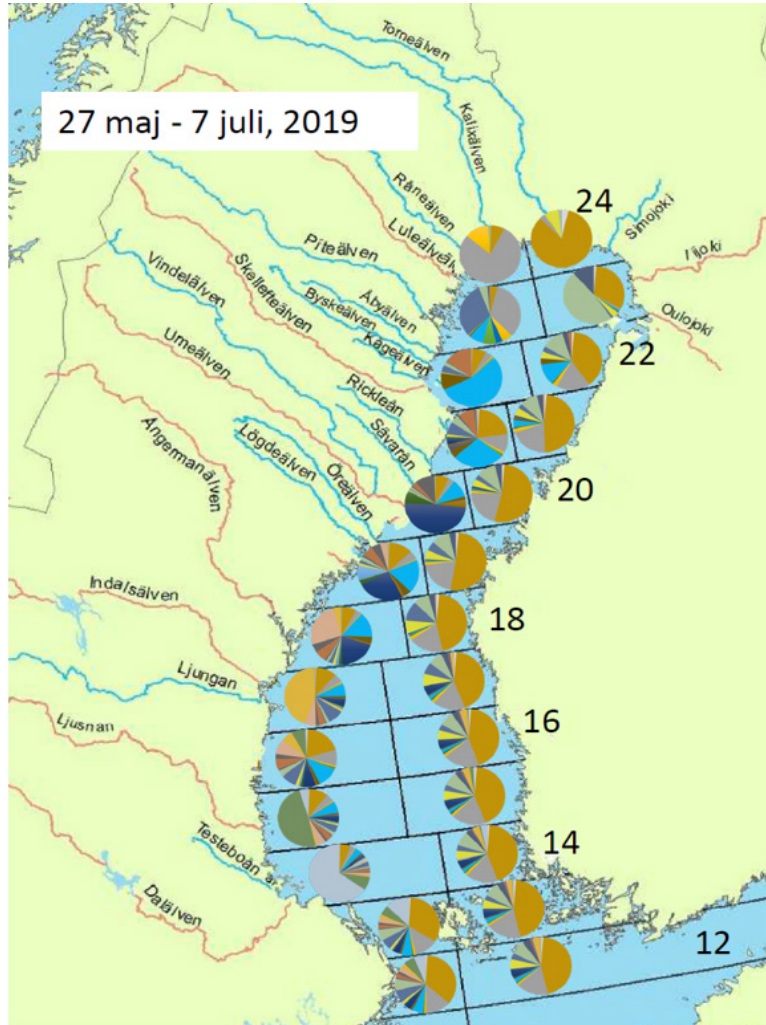 Torneälven
Kalixälven
27 maj - 7 juli, 2019
Råneälven
Luleälven
24
Simojoki
Iijoki
Piteälven
Vindelälven
Skellefteälven
Byskeälven
Åbyälven
Oulojoki
Kågeälven
22
Umeälven
Rickleån
Sävarån
Ångermanälven
Lögdeälven
Öreälven
20
Indalsälven
18
Ljungan
Ljusnan
16
Testeboån
14
Dalälven
12